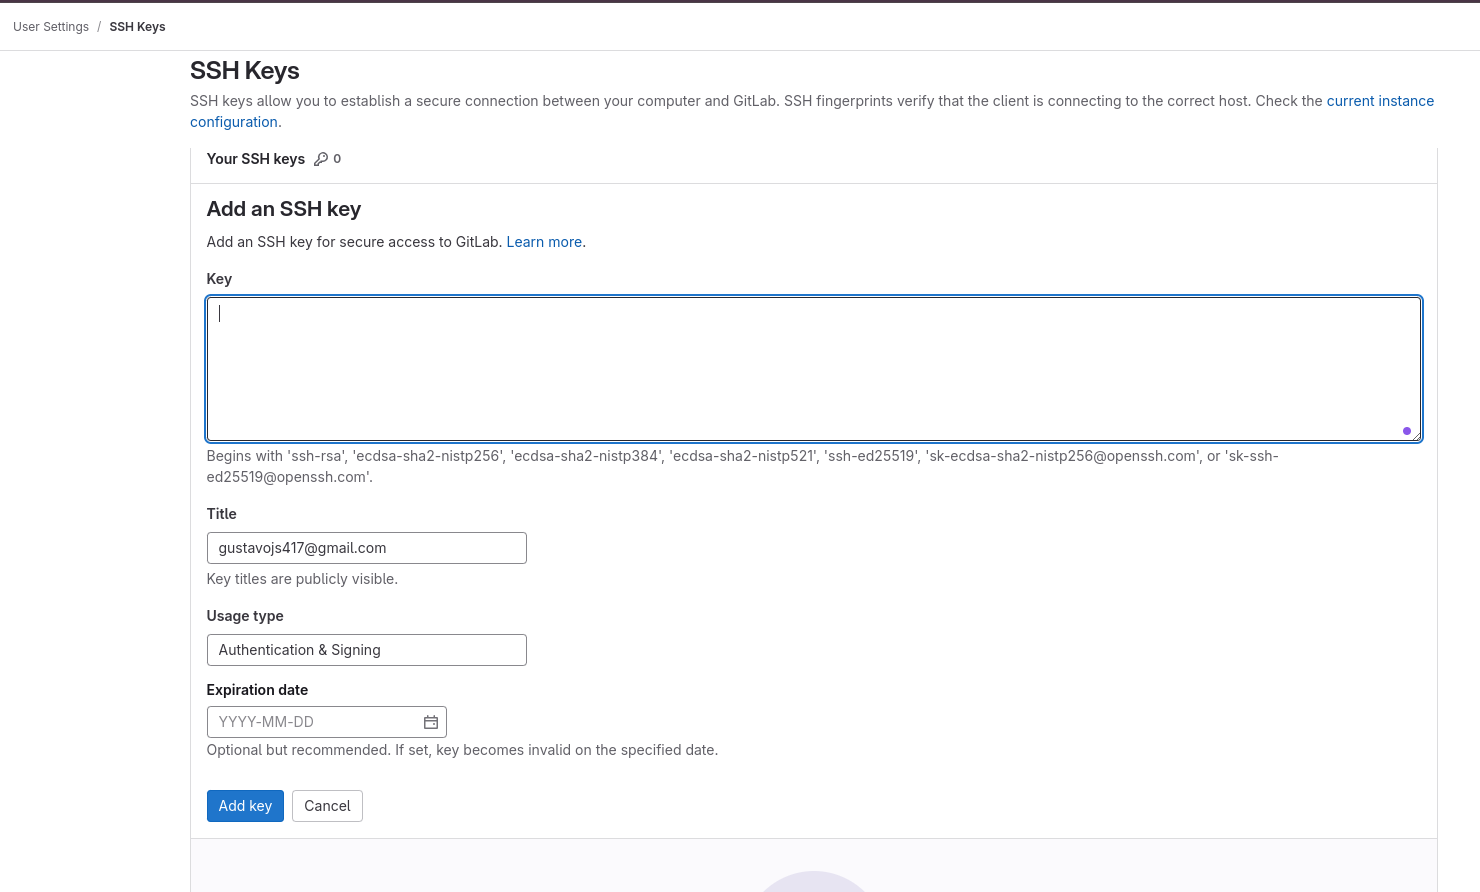 User Settings / SSH Keys
SSH Keys
SSH keys allow you to establish a secure connection between your computer and GitLab. SSH fingerprints verify that the client is connecting to the correct host. Check the current instance
configuration.
Your SSH keys 0
Add an SSH key
Add an SSH key for secure access to GitLab. Learn more.
Key
Begins with 'ssh-rsa', 'ecdsa-sha2-nistp256', 'ecdsa-sha2-nistp384', 'ecdsa-sha2-nistp521', 'ssh-ed25519', 'sk-ecdsa-sha2-nistp256@openssh.com', or 'sk-ssh-
ed25519@openssh.com'.
Title
gustavojs417@gmail.com
Key titles are publicly visible.
Usage type
Authentication & Signing
Expiration date
YYYY-MM-DD
Optional but recommended. If set, key becomes invalid on the specified date.
Add key Cancel